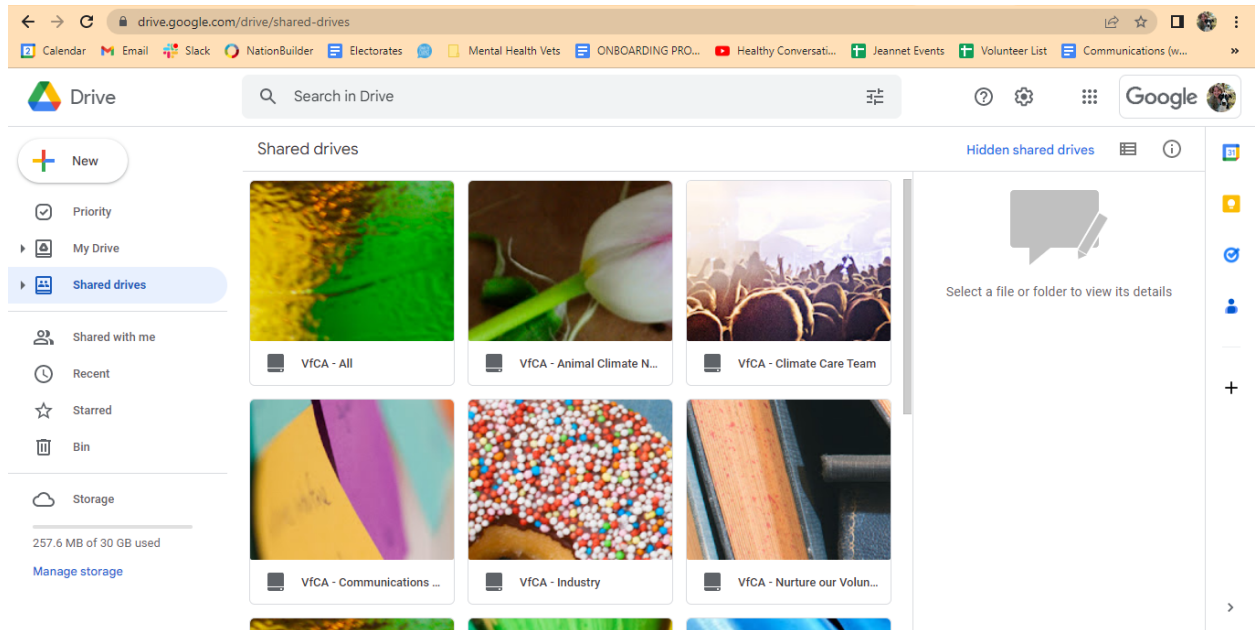 drive.google.com/drive/shared-drives
2 Calendar Email Slack NationBuilder Electorates Mental Health Vets ONBOARDING PRO... Healthy Conversati... Jeannet Events Volunteer List Communications (w... »
Drive
Search in Drive
Google
New
Shared drives
Hidden shared drives
31
Priority
My Drive
Shared drives
Shared with me
Recent
Starred
Bin
Storage
257.6 MB of 30 GB used
Manage storage
VfCA - All
VfCA - Animal Climate N...
VfCA - Climate Care Team
VfCA - Communications ...
VfCA - Industry
VfCA - Nurture our Volun...
Select a file or folder to view its details